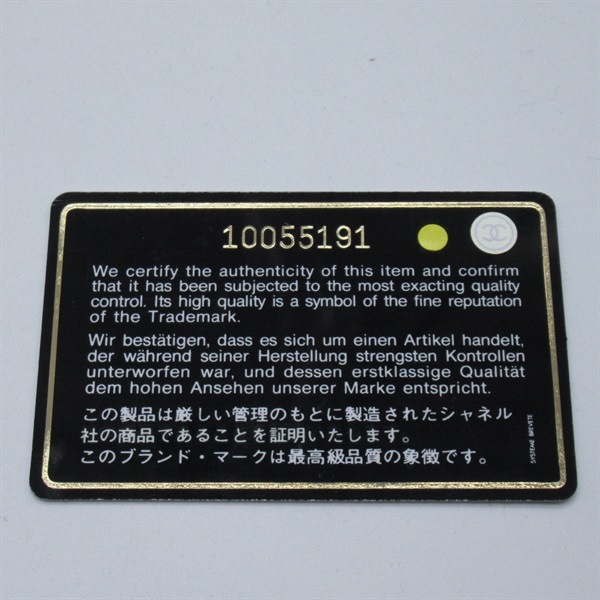 10055191
We certify the authenticity of this item and confirm
that it has been subjected to the most exacting quality
control. Its high quality is a symbol of the fine reputation
of the Trademark.
Wir bestätigen, dass es sich um einen Artikel handelt,
der während seiner Herstellung strengsten Kontrollen
unterworfen war, und dessen erstklassige Qualität
dem hohen Ansehen unserer Marke entspricht.
この製品は厳しい管理のもとに製造されたシャネル
社の商品であることを証明いたします。
このブランド・マークは最高級品質の象徴です。
SYSTEME BREVETE